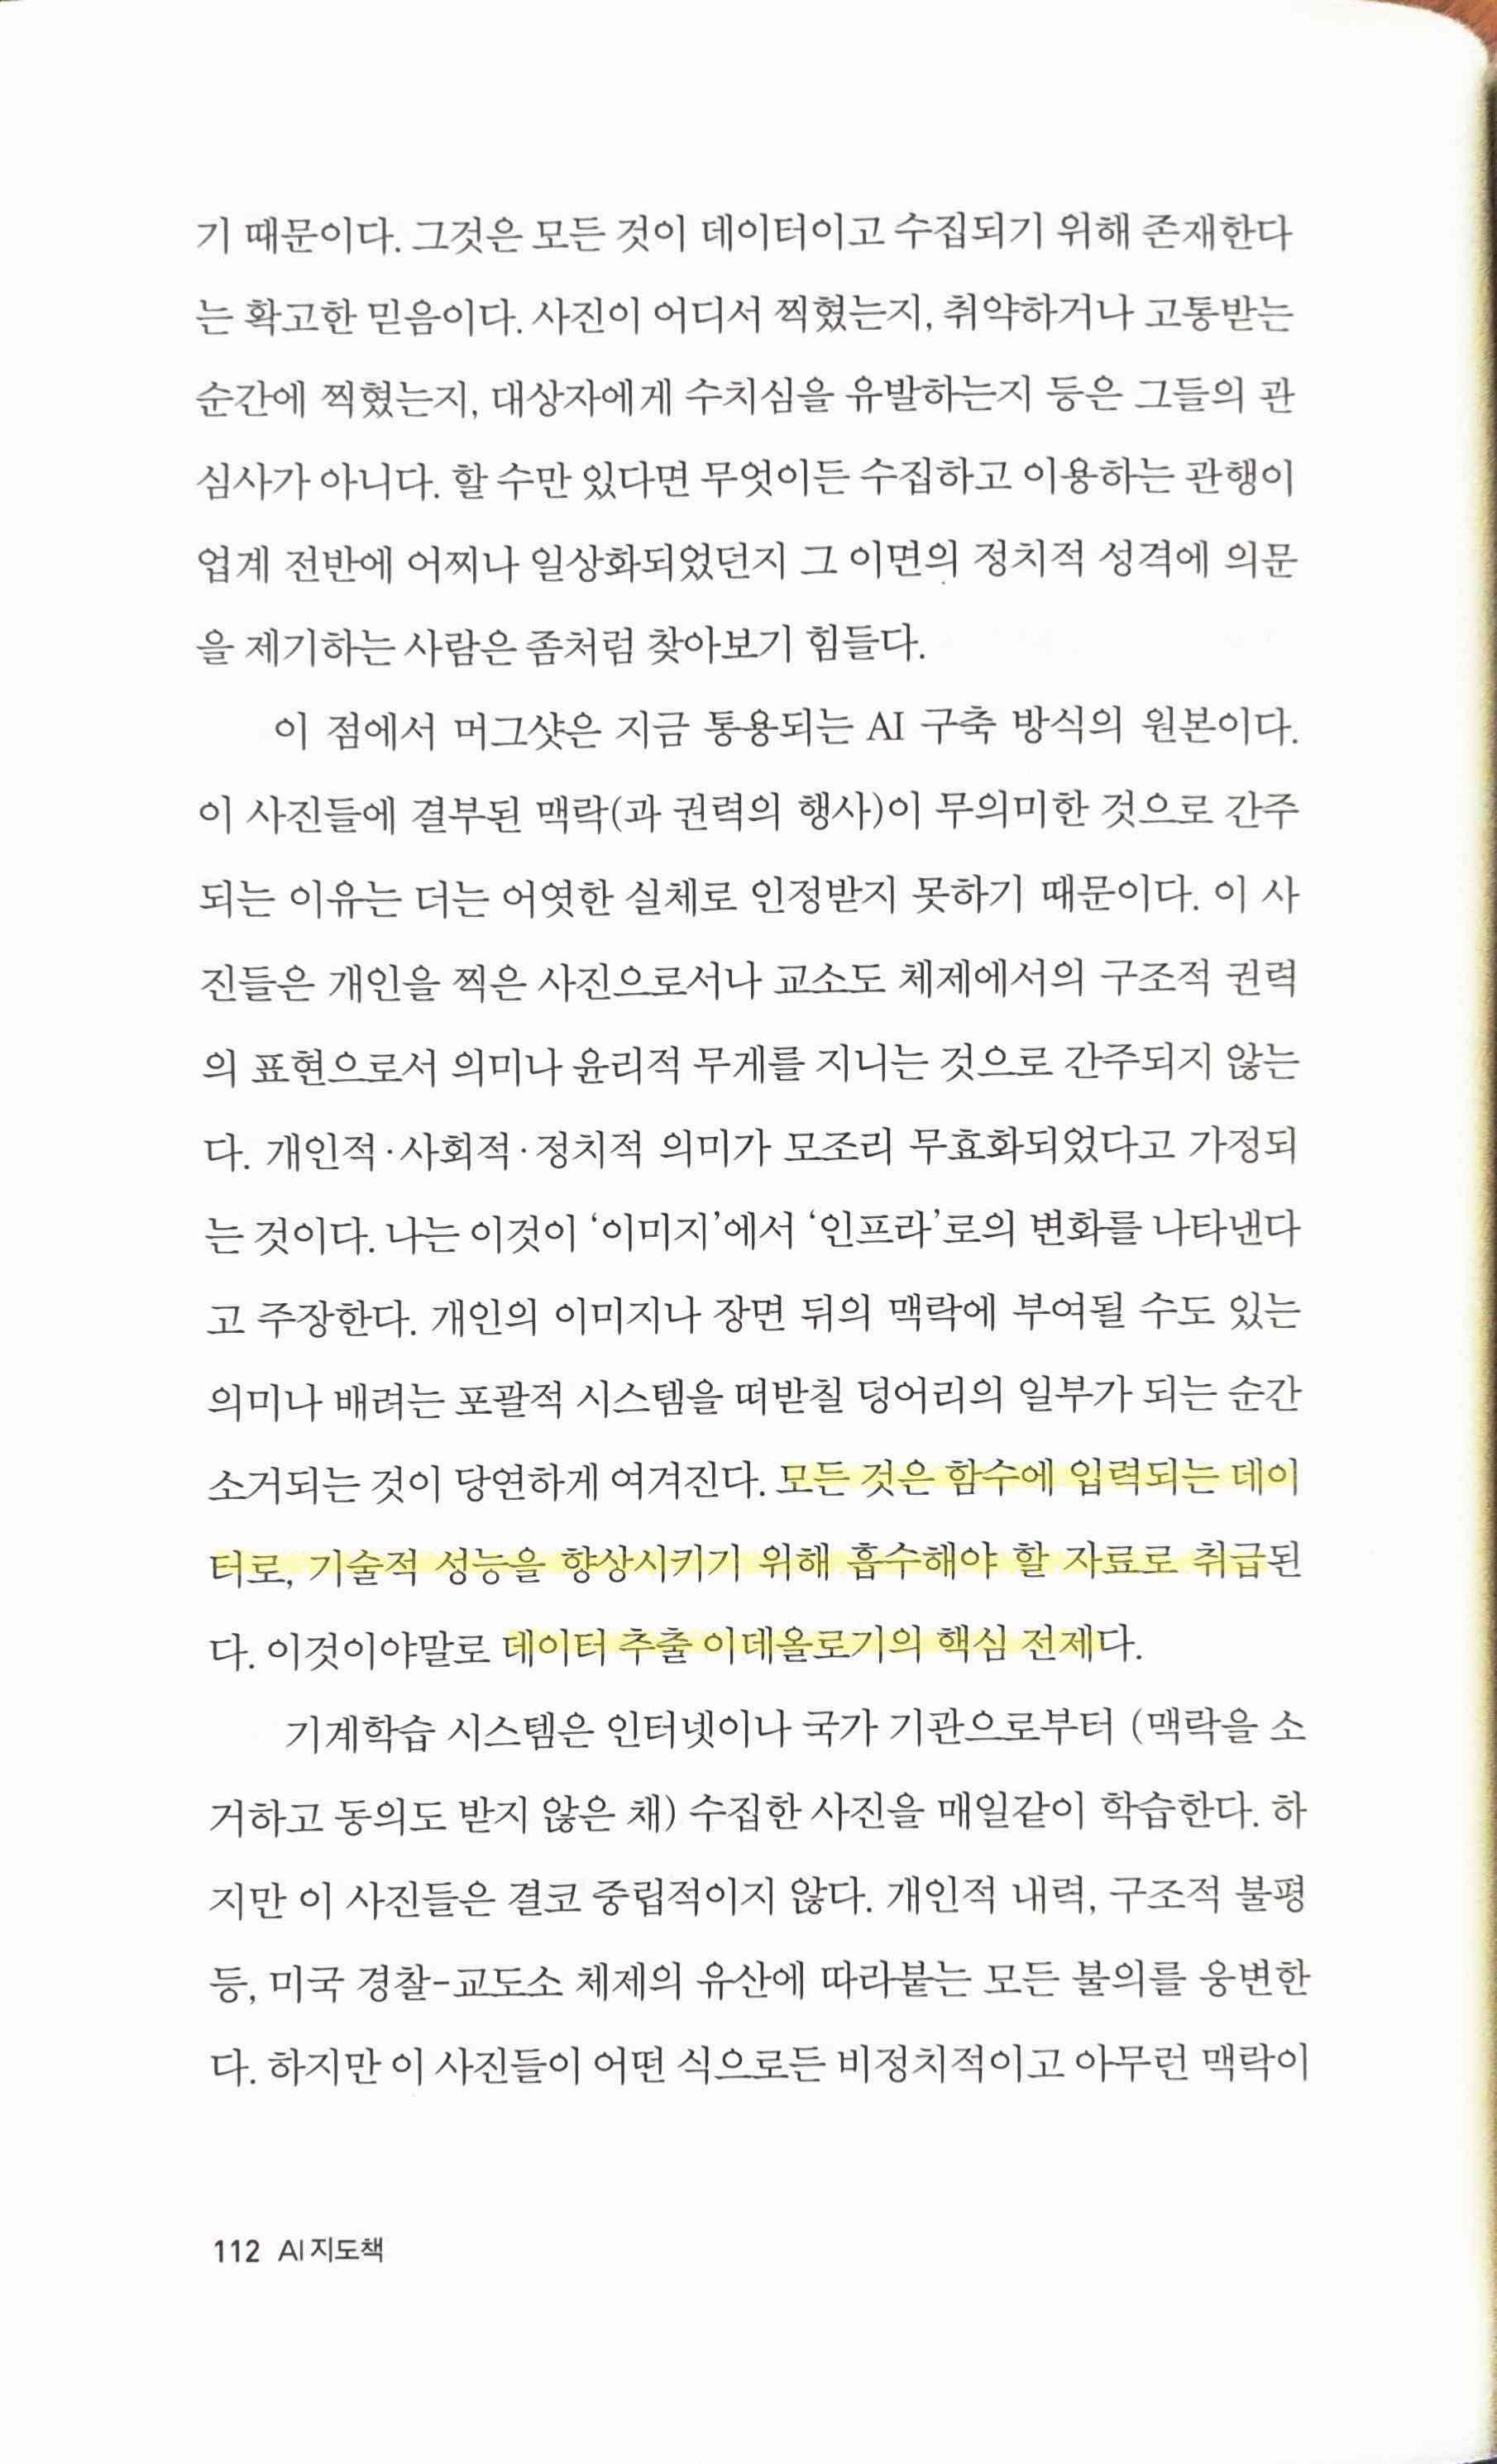 기 때문이다. 그것은 모든 것이 데이터이고 수집되기 위해 존재한다
는 확고한 믿음이다. 사진이 어디서 찍혔는지, 취약하거나 고통받는
순간에 찍혔는지, 대상자에게 수치심을 유발하는지 등은 그들의 관
심사가 아니다. 할 수만 있다면 무엇이든 수집하고 이용하는 관행이
업계 전반에 어찌나 일상화되었던지 그 이면의 정치적 성격에 의문
을 제기하는 사람은 좀처럼 찾아보기 힘들다.
이 점에서 머그샷은 지금 통용되는 AI 구축 방식의 원본이다.
이 사진들에 결부된 맥락(과 권력의 행사)이 무의미한 것으로 간주
되는 이유는 더는 어엿한 실체로 인정받지 못하기 때문이다. 이 사
진들은 개인을 찍은 사진으로서나 교소도 체제에서의 구조적 권력
의 표현으로서 의미나 윤리적 무게를 지니는 것으로 간주되지 않는
다. 개인적·사회적·정치적 의미가 모조리 무효화되었다고 가정되
는 것이다. 나는 이것이 ‘이미지’에서 ‘인프라’로의 변화를 나타낸다
고 주장한다. 개인의 이미지나 장면 뒤의 맥락에 부여될 수도 있는
의미나 배려는 포괄적 시스템을 떠받칠 덩어리의 일부가 되는 순간
소거되는 것이 당연하게 여겨진다. 모든 것은 함수에 입력되는 데이
터로, 기술적 성능을 향상시키기 위해 흡수해야 할 자료로 취급된
다. 이것이야말로 데이터 추출 이데올로기의 핵심 전제다.
기계학습 시스템은 인터넷이나 국가 기관으로부터 (맥락을 소
거하고 동의도 받지 않은 채) 수집한 사진을 매일같이 학습한다. 하
지만 이 사진들은 결코 중립적이지 않다. 개인적 내력, 구조적 불평
등, 미국 경찰-교도소 체제의 유산에 따라붙는 모든 불의를 웅변한
다. 하지만 이 사진들이 어떤 식으로든 비정치적이고 아무런 맥락이
112 AI 지도책